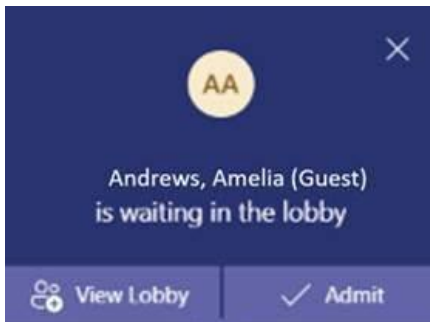 AA
Andrews, Amelia (Guest)
is waiting in the lobby
View Lobby
Admit